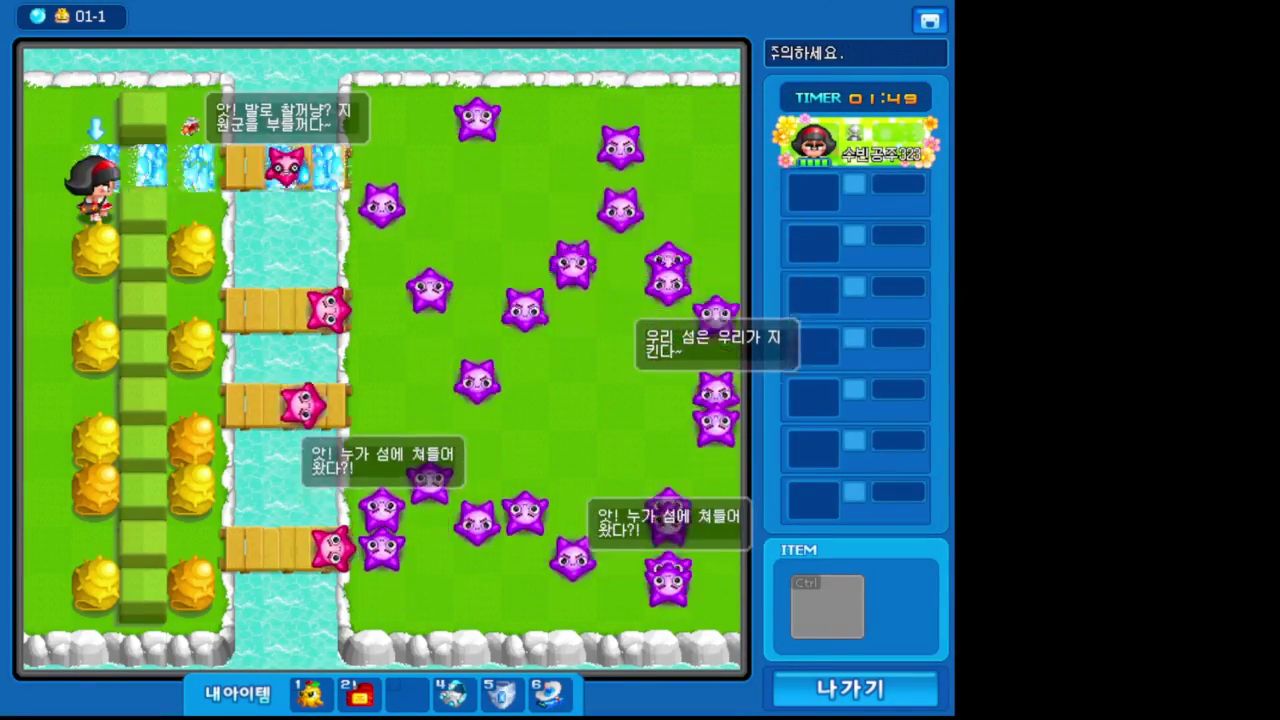 01-1
주의하세요.
TIMER 01:49
수빈공주023
앗! 발로 찰꺼냥? 지
원군을 부를꺼다~
우리 섬은 우리가 지
킨다~
앗! 누가 섬에 쳐들어
왔다?!
앗! 누가 섬에 쳐들어
왔다?!
ITEM
Ctrl
내아이템
1
2
4
5
6
나가기